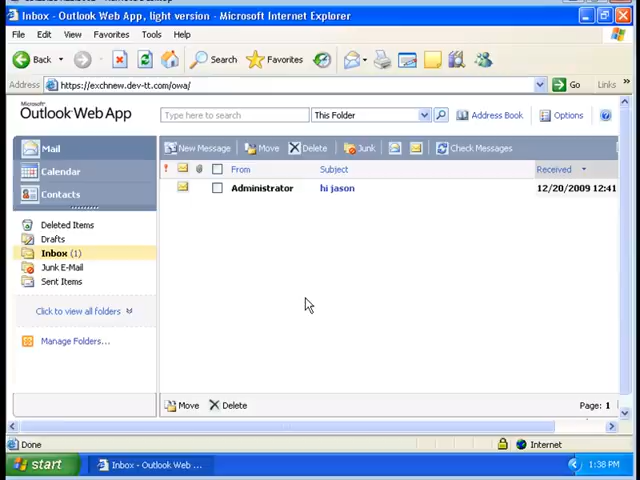 Inbox - Outlook Web App, light version - Microsoft Internet Explorer
File Edit View Favorites Tools Help
Back Search Favorites
Address https://exchnew.dev-tt.com/owa/ Go Links »
Microsoft
Outlook Web App Type here to search This Folder Address Book Options
Mail New Message Move Delete Junk Check Messages
! From Subject Received
Calendar
Administrator hi jason 12/20/2009 12:41
Contacts
Deleted Items
Drafts
Inbox (1)
Junk E-Mail
Sent Items
Click to view all folders
Manage Folders...
Move Delete Page: 1
Done Internet
start Inbox - Outlook Web ... 1:38 PM